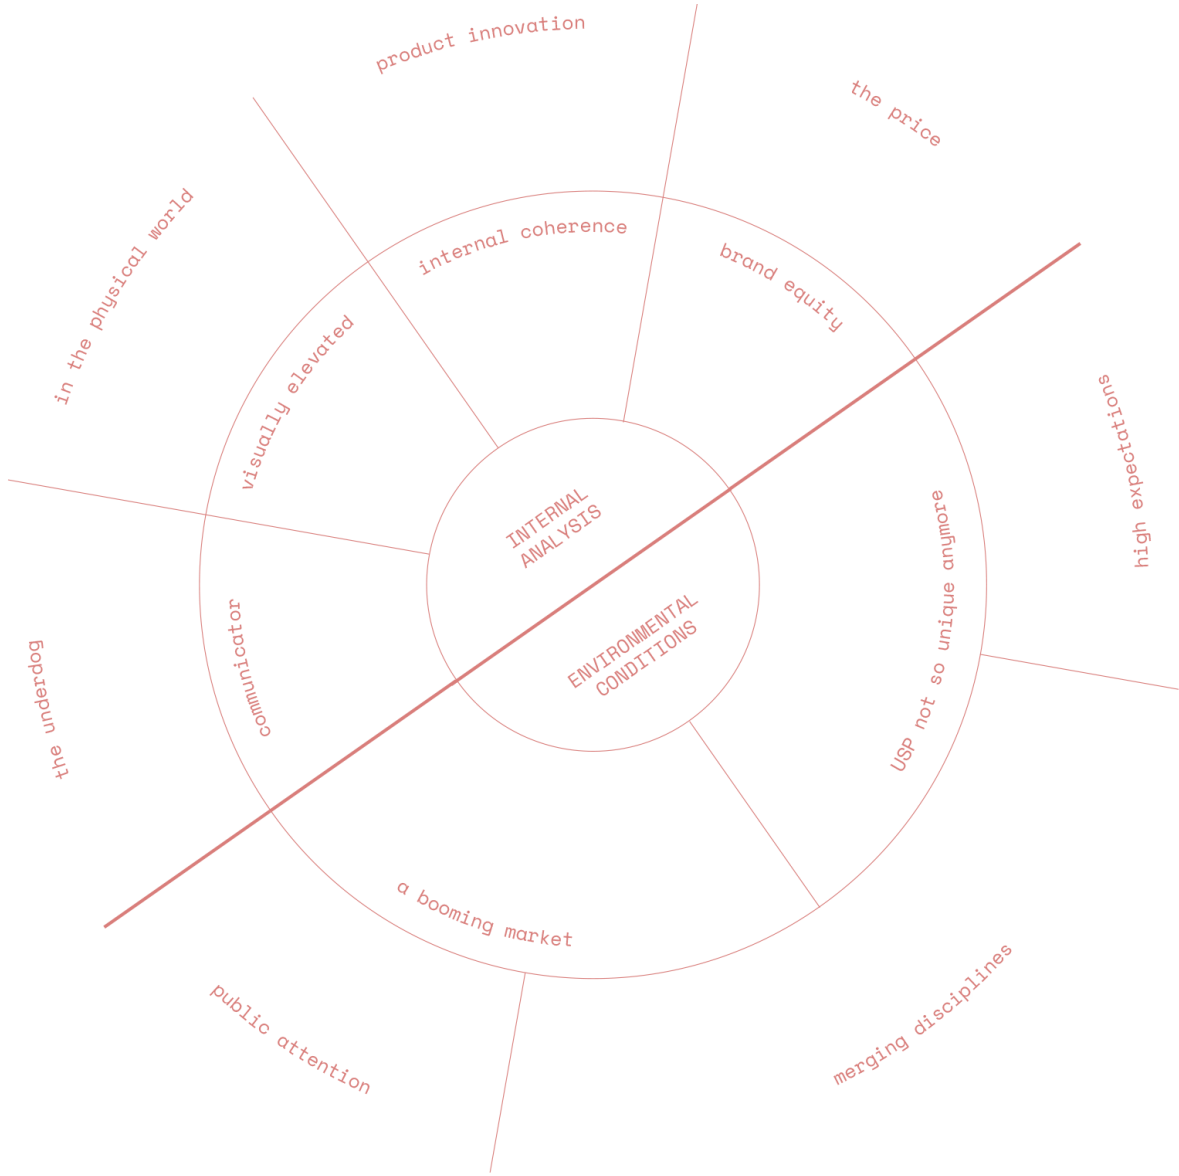 product innovation
the price
in the physical world
internal coherence
brand equity
visually elevated
high expectations
INTERNAL
ANALYSIS
USP not so unique anymore
ENVIRONMENTAL
CONDITIONS
communicator
the underdog
a booming market
public attention
merging disciplines